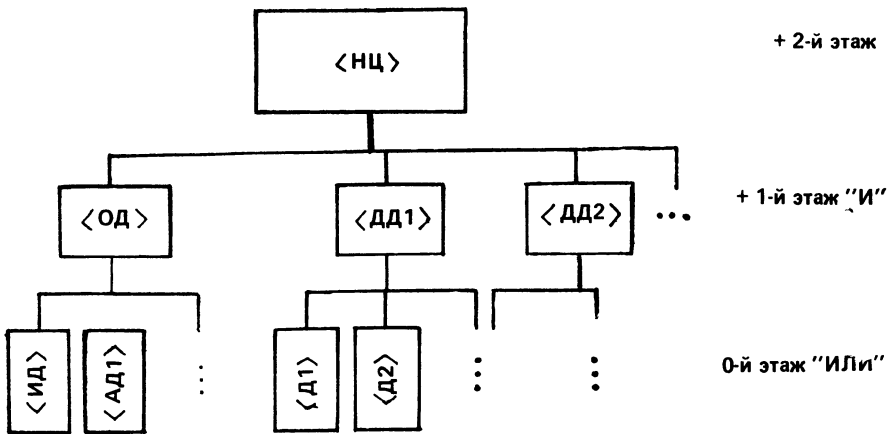 <НЦ>
+ 2-й этаж
<ОД>
<ДД1>
<ДД2>
...
+ 1-й этаж "И"
<ИД>
<АД1>
...
<Д1>
<Д2>
...
...
0-й этаж "ИЛИ"